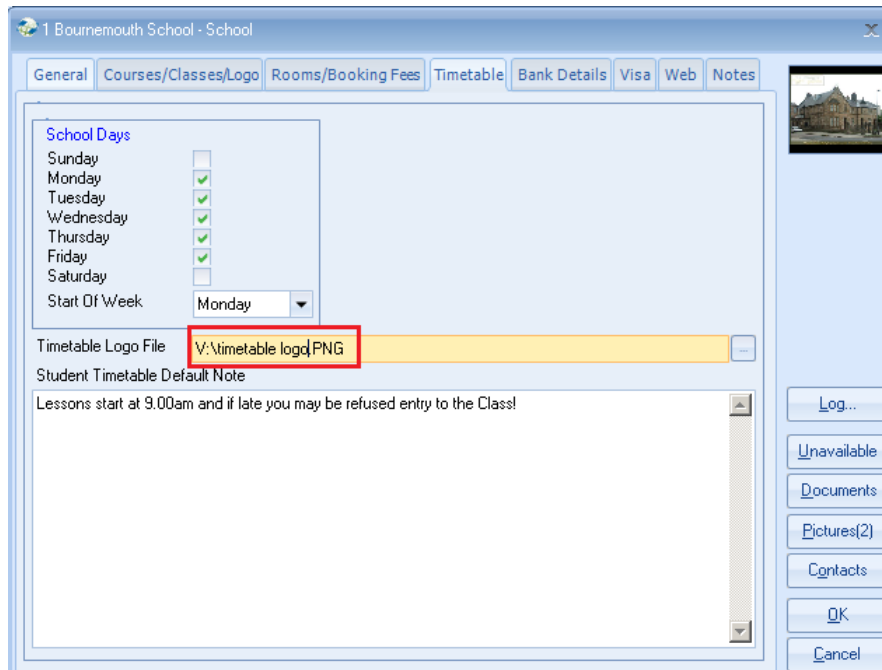 1 Bournemouth School - School
General Courses/Classes/Logo Rooms/Booking Fees Timetable Bank Details Visa Web Notes
School Days
Sunday
Monday
Tuesday
Wednesday
Thursday
Friday
Saturday
Start Of Week Monday
Timetable Logo File V:\timetable logo.PNG ...
Student Timetable Default Note
Lessons start at 9.00am and if late you may be refused entry to the Class!
Log...
Unavailable
Documents
Pictures(2)
Contacts
OK
Cancel